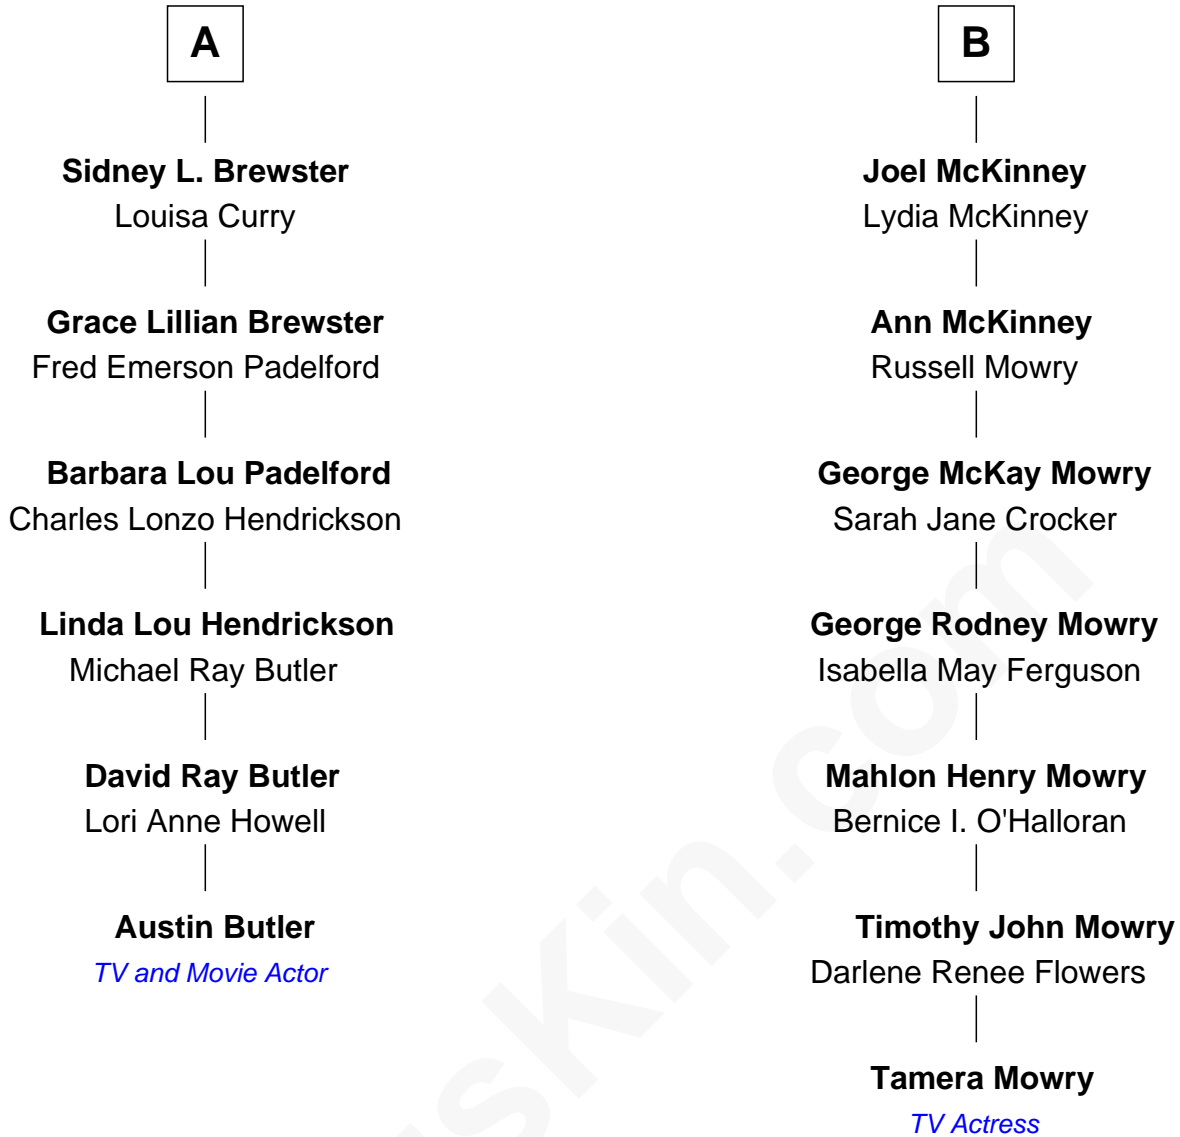 A
Sidney L. Brewster
Louisa Curry
Grace Lillian Brewster
Fred Emerson Padelford
Barbara Lou Padelford
Charles Lonzo Hendrickson
Linda Lou Hendrickson
Michael Ray Butler
David Ray Butler
Lori Anne Howell
Austin Butler
TV and Movie Actor
B
Joel McKinney
Lydia McKinney
Ann McKinney
Russell Mowry
George McKay Mowry
Sarah Jane Crocker
George Rodney Mowry
Isabella May Ferguson
Mahlon Henry Mowry
Bernice I. O'Halloran
Timothy John Mowry
Darlene Renee Flowers
Tamera Mowry
TV Actress